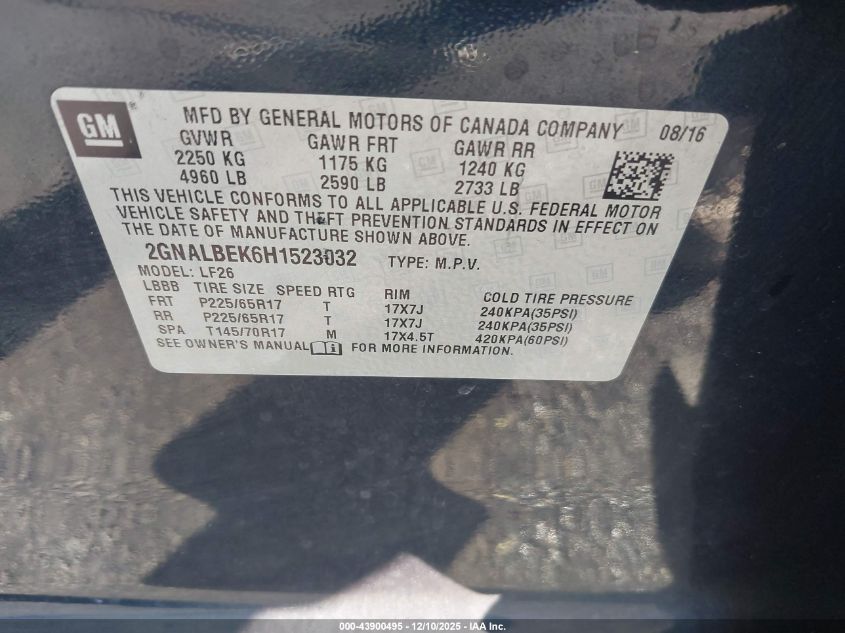 GM
MFD BY GENERAL MOTORS OF CANADA COMPANY 08/16
GVWR GAWR FRT GAWR RR
2250 KG 1175 KG 1240 KG
4960 LB 2590 LB 2733 LB
THIS VEHICLE CONFORMS TO ALL APPLICABLE U.S. FEDERAL MOTOR
VEHICLE SAFETY AND THEFT PREVENTION STANDARDS IN EFFECT ON
THE DATE OF MANUFACTURE SHOWN ABOVE.
2GNALBEK6H1523032 TYPE: M.P.V.
MODEL: LF26
LBBB TIRE SIZE SPEED RTG RIM COLD TIRE PRESSURE
FRT P225/65R17 T 17X7J 240KPA(35PSI)
RR P225/65R17 T 17X7J 240KPA(35PSI)
SPA T145/70R17 M 17X4.5T 420KPA(60PSI)
SEE OWNER'S MANUAL FOR MORE INFORMATION.
000-43900495 - 12/10/2025 - IAA Inc.